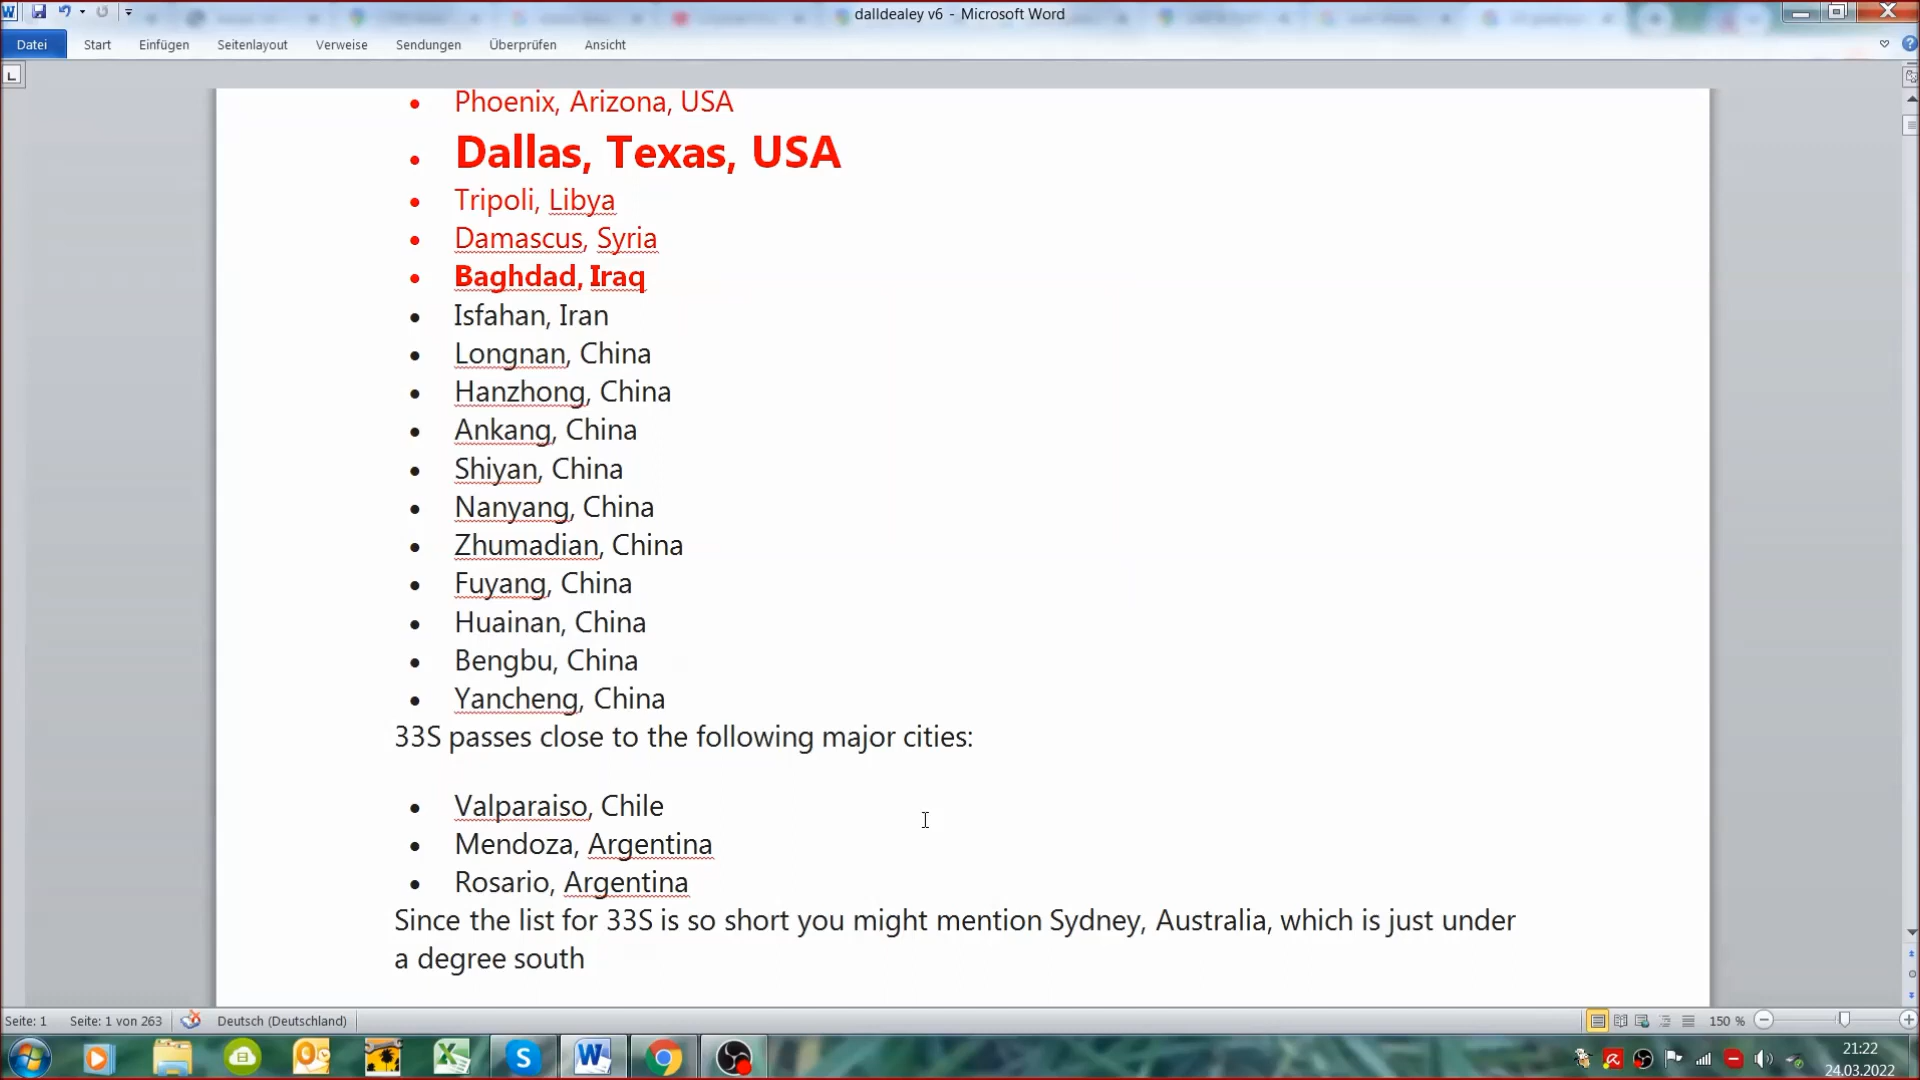 dalldealey v6 - Microsoft Word
Datei Start Einfügen Seitenlayout Verweise Sendungen Überprüfen Ansicht
• Phoenix, Arizona, USA
• Dallas, Texas, USA
• Tripoli, Libya
• Damascus, Syria
• Baghdad, Iraq
• Isfahan, Iran
• Longnan, China
• Hanzhong, China
• Ankang, China
• Shiyan, China
• Nanyang, China
• Zhumadian, China
• Fuyang, China
• Huainan, China
• Bengbu, China
• Yancheng, China
33S passes close to the following major cities:
• Valparaiso, Chile
• Mendoza, Argentina
• Rosario, Argentina
Since the list for 33S is so short you might mention Sydney, Australia, which is just under
a degree south
Seite: 1 Seite: 1 von 263 Deutsch (Deutschland) 150 %
21:22
24.03.2022